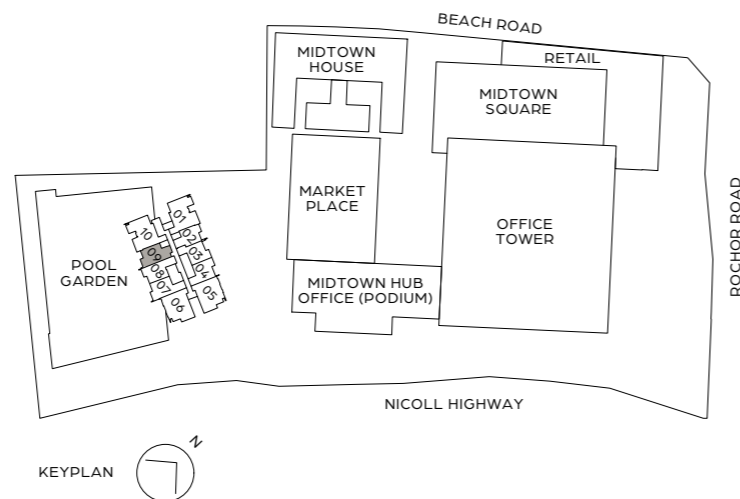 BEACH ROAD
MIDTOWN
HOUSE
RETAIL
MIDTOWN
SQUARE
MARKET
PLACE
OFFICE
TOWER
ROCHOR ROAD
POOL
GARDEN
01
02
03
04
05
10
09
08
07
06
MIDTOWN HUB
OFFICE (PODIUM)
NICOLL HIGHWAY
KEYPLAN
N